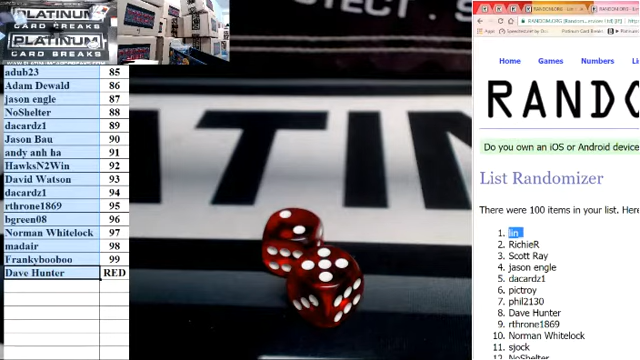 PLATINUM
CARD BREAKS
PLATINUM
CARD BREAKS
adub23 85
Adam Dewald 86
jason engle 87
NoShelter 88
dacardz1 89
Jason Bau 90
andy anh ha 91
HawksN2Win 92
David Watson 93
dacardz1 94
rthrone1869 95
bgreen08 96
Norman Whitelock 97
madair 98
Frankybooboo 99
Dave Hunter RED
PROTECT
TIN
Home Games Numbers
RANDO
Do you own an iOS or Android device
List Randomizer
There were 100 items in your list. Here
1. lin
2. RichieR
3. Scott Ray
4. jason engle
5. dacardz1
6. pictroy
7. phil2130
8. Dave Hunter
9. rthrone1869
10. Norman Whitelock
11. sjock
12. NoShelter